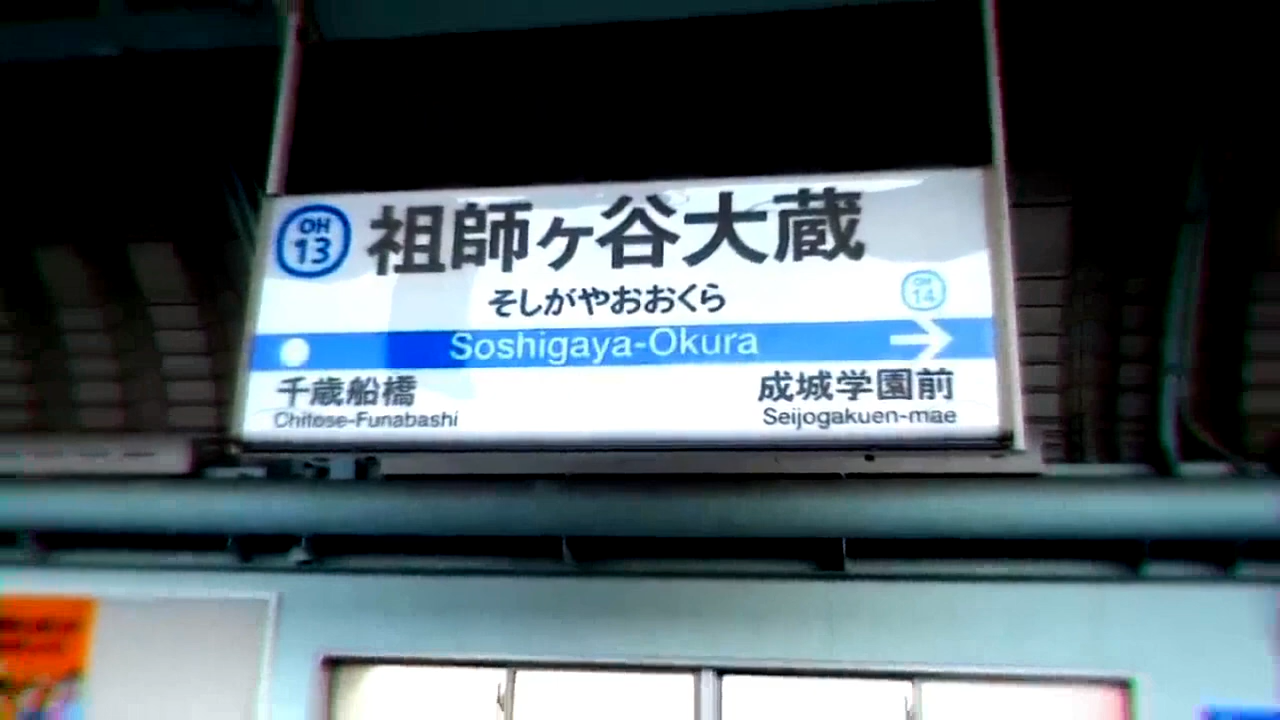 OH
13
祖師ヶ谷大蔵
そしがやおおくら
OH
14
Soshigaya-Okura
千歳船橋
成城学園前
Chitose-Funabashi
Seijogakuen-mae